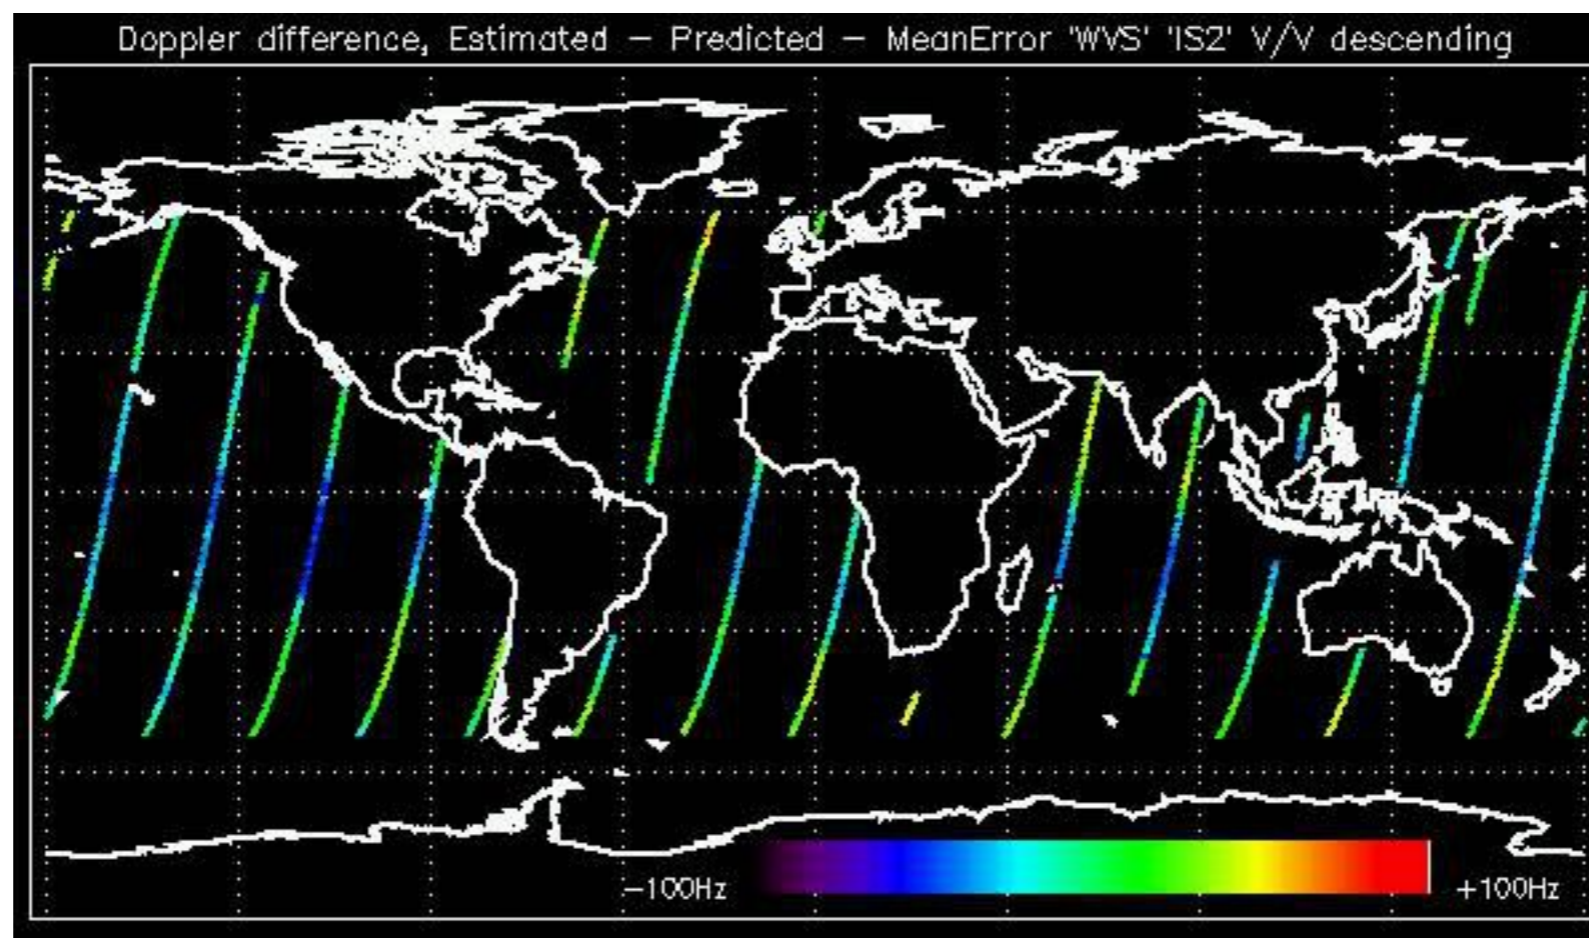 Doppler difference, Estimated – Predicted – MeanError 'WVS' 'IS2' V/V descending
−100Hz
+100Hz